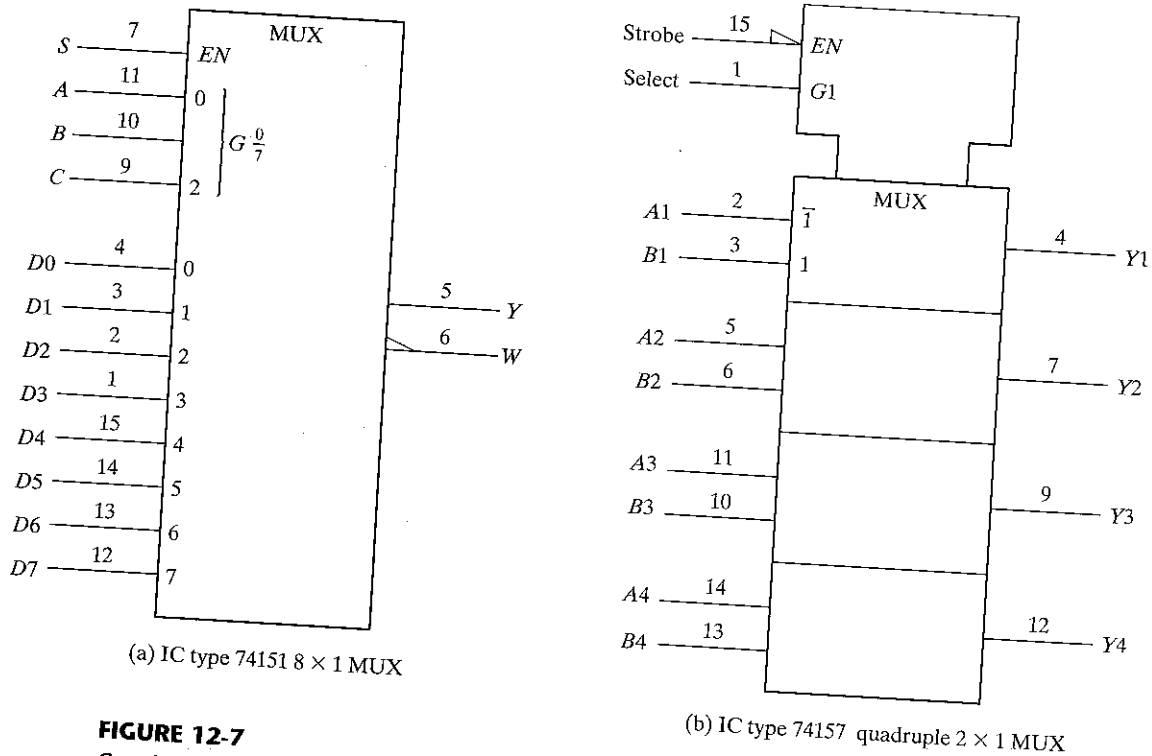 MUX
S 7 EN
A 11 0
B 10 G 0/7
C 9 2
D0 4 0
D1 3 1
D2 2 2
D3 1 3
D4 15 4
D5 14 5
D6 13 6
D7 12 7
5 Y
6 W
(a) IC type 74151 8 × 1 MUX
FIGURE 12-7
Strobe 15 EN
Select 1 G1
MUX
A1 2 1̅
B1 3 1
4 Y1
A2 5
B2 6
7 Y2
A3 11
B3 10
9 Y3
A4 14
B4 13
12 Y4
(b) IC type 74157 quadruple 2 × 1 MUX